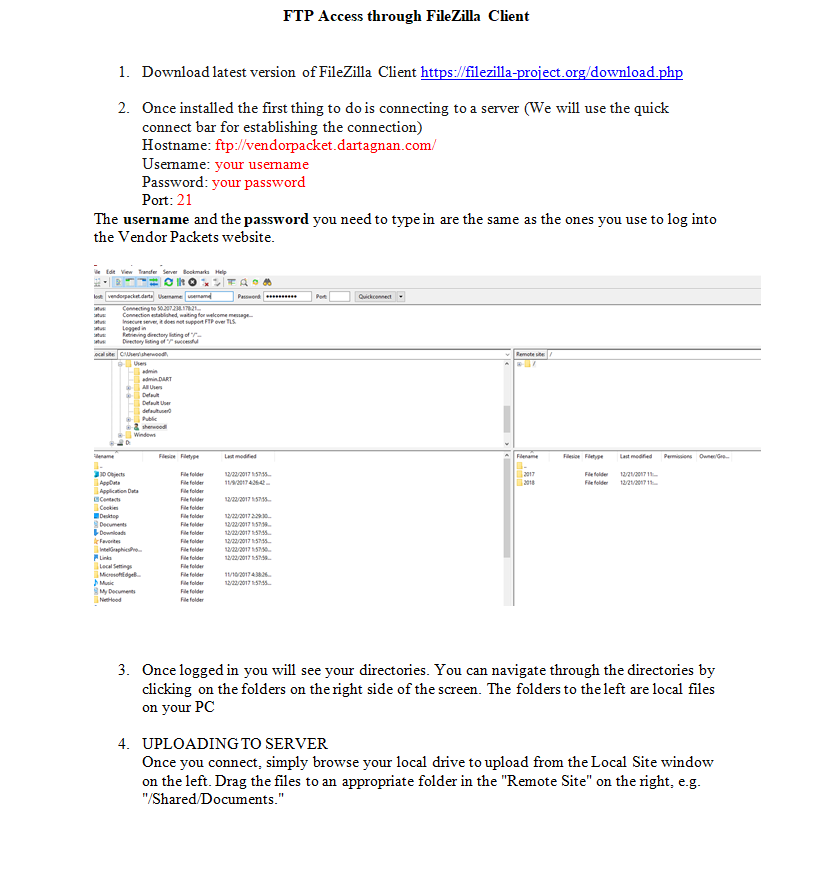 FTP Access through FileZilla Client
1. Download latest version of FileZilla Client https://filezilla-project.org/download.php
2. Once installed the first thing to do is connecting to a server (We will use the quick
connect bar for establishing the connection)
Hostname: ftp://vendorpacket.dartagnan.com/
Username: your username
Password: your password
Port: 21
The username and the password you need to type in are the same as the ones you use to log into
the Vendor Packets website.
Edit View Transfer Server Bookmarks Help
vendorpacket.darta Username: username Password: ●●●●●●●●●● Port: Quickconnect
Connecting to
Connection established, waiting for welcome message...
Insecure server, it does not support FTP over TLS.
Logged in
Retrieving directory listing of "/"...
Directory listing of "/" successful
ocal site: C:\Users\sherwoodl\ Remote site: /
Users /
admin
admin.DART
All Users
Default
Default User
defaultuser0
Public
sherwoodl
Windows
D:
ilename Filesize Filetype Last modified Filename Filesize Filetype Last modified Permissions Owner/Gro...
.. ..
3D Objects File folder 12/22/2017 1:57:55... 2017 File folder 12/21/2017 11:...
AppData File folder 11/9/2017 4:26:42 ... 2018 File folder 12/21/2017 11:...
Application Data File folder
Contacts File folder 12/22/2017 1:57:55...
Cookies File folder
Desktop File folder 12/22/2017 2:29:30...
Documents File folder 12/22/2017 1:57:59...
Downloads File folder 12/22/2017 1:57:55...
Favorites File folder 12/22/2017 1:57:55...
IntelGraphicsPro... File folder 12/22/2017 1:57:50...
Links File folder 12/22/2017 1:57:58...
Local Settings File folder
MicrosoftEdgeB... File folder 11/10/2017 4:38:26...
Music File folder 12/22/2017 1:57:55...
My Documents File folder
NetHood File folder
3. Once logged in you will see your directories. You can navigate through the directories by
clicking on the folders on the right side of the screen. The folders to the left are local files
on your PC
4. UPLOADING TO SERVER
Once you connect, simply browse your local drive to upload from the Local Site window
on the left. Drag the files to an appropriate folder in the "Remote Site" on the right, e.g.
"/Shared/Documents."